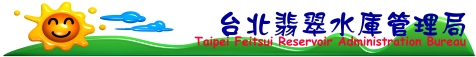 台北翡翠水庫管理局
Taipei Feitsui Reservoir Administration Bureau